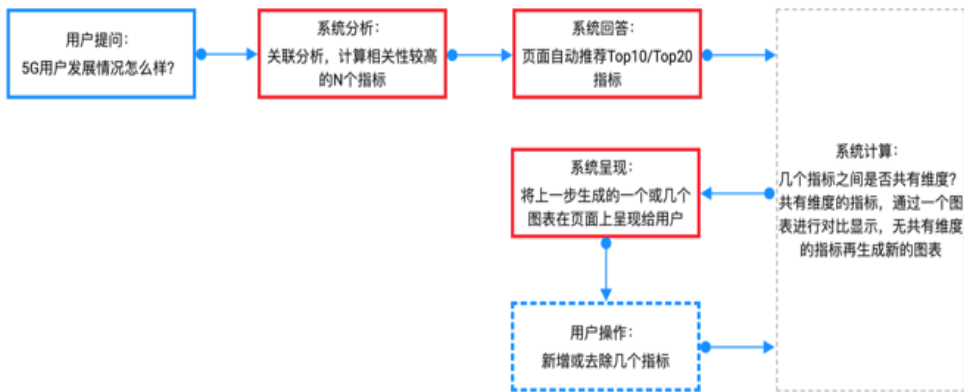 用户提问：
5G用户发展情况怎么样？
系统分析：
关联分析，计算相关性较高
的N个指标
系统回答：
页面自动推荐Top10/Top20
指标
系统计算：
几个指标之间是否共有维度？
共有维度的指标，通过一个图
表进行对比显示，无共有维度
的指标再生成新的图表
系统呈现：
将上一步生成的一个或几个
图表在页面上呈现给用户
用户操作：
新增或去除几个指标